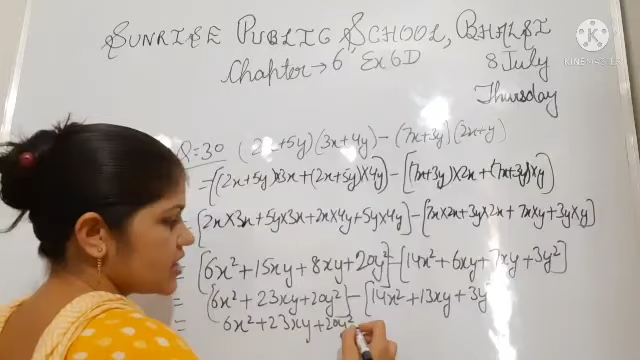 SUNRISE PUBLIC SCHOOL, BHALSI
Chapter → 6, Ex 6D
8 July
Thursday
KINEMASTER
Q=30 (2x+5y)(3x+4y) - (7x+3y)(2x+y)
= [(2x+5y)×3x+(2x+5y)×4y] - [(7x+3y)×2x+(7x+3y)×y]
= [2x×3x+5y×3x+2x×4y+5y×4y] - [7x×2x+3y×2x+7x×y+3y×y]
= [6x²+15xy+8xy+20y²] - [14x²+6xy+7xy+3y²]
= (6x²+23xy+20y²) - [14x²+13xy+3y
= 6x²+23xy+20y²